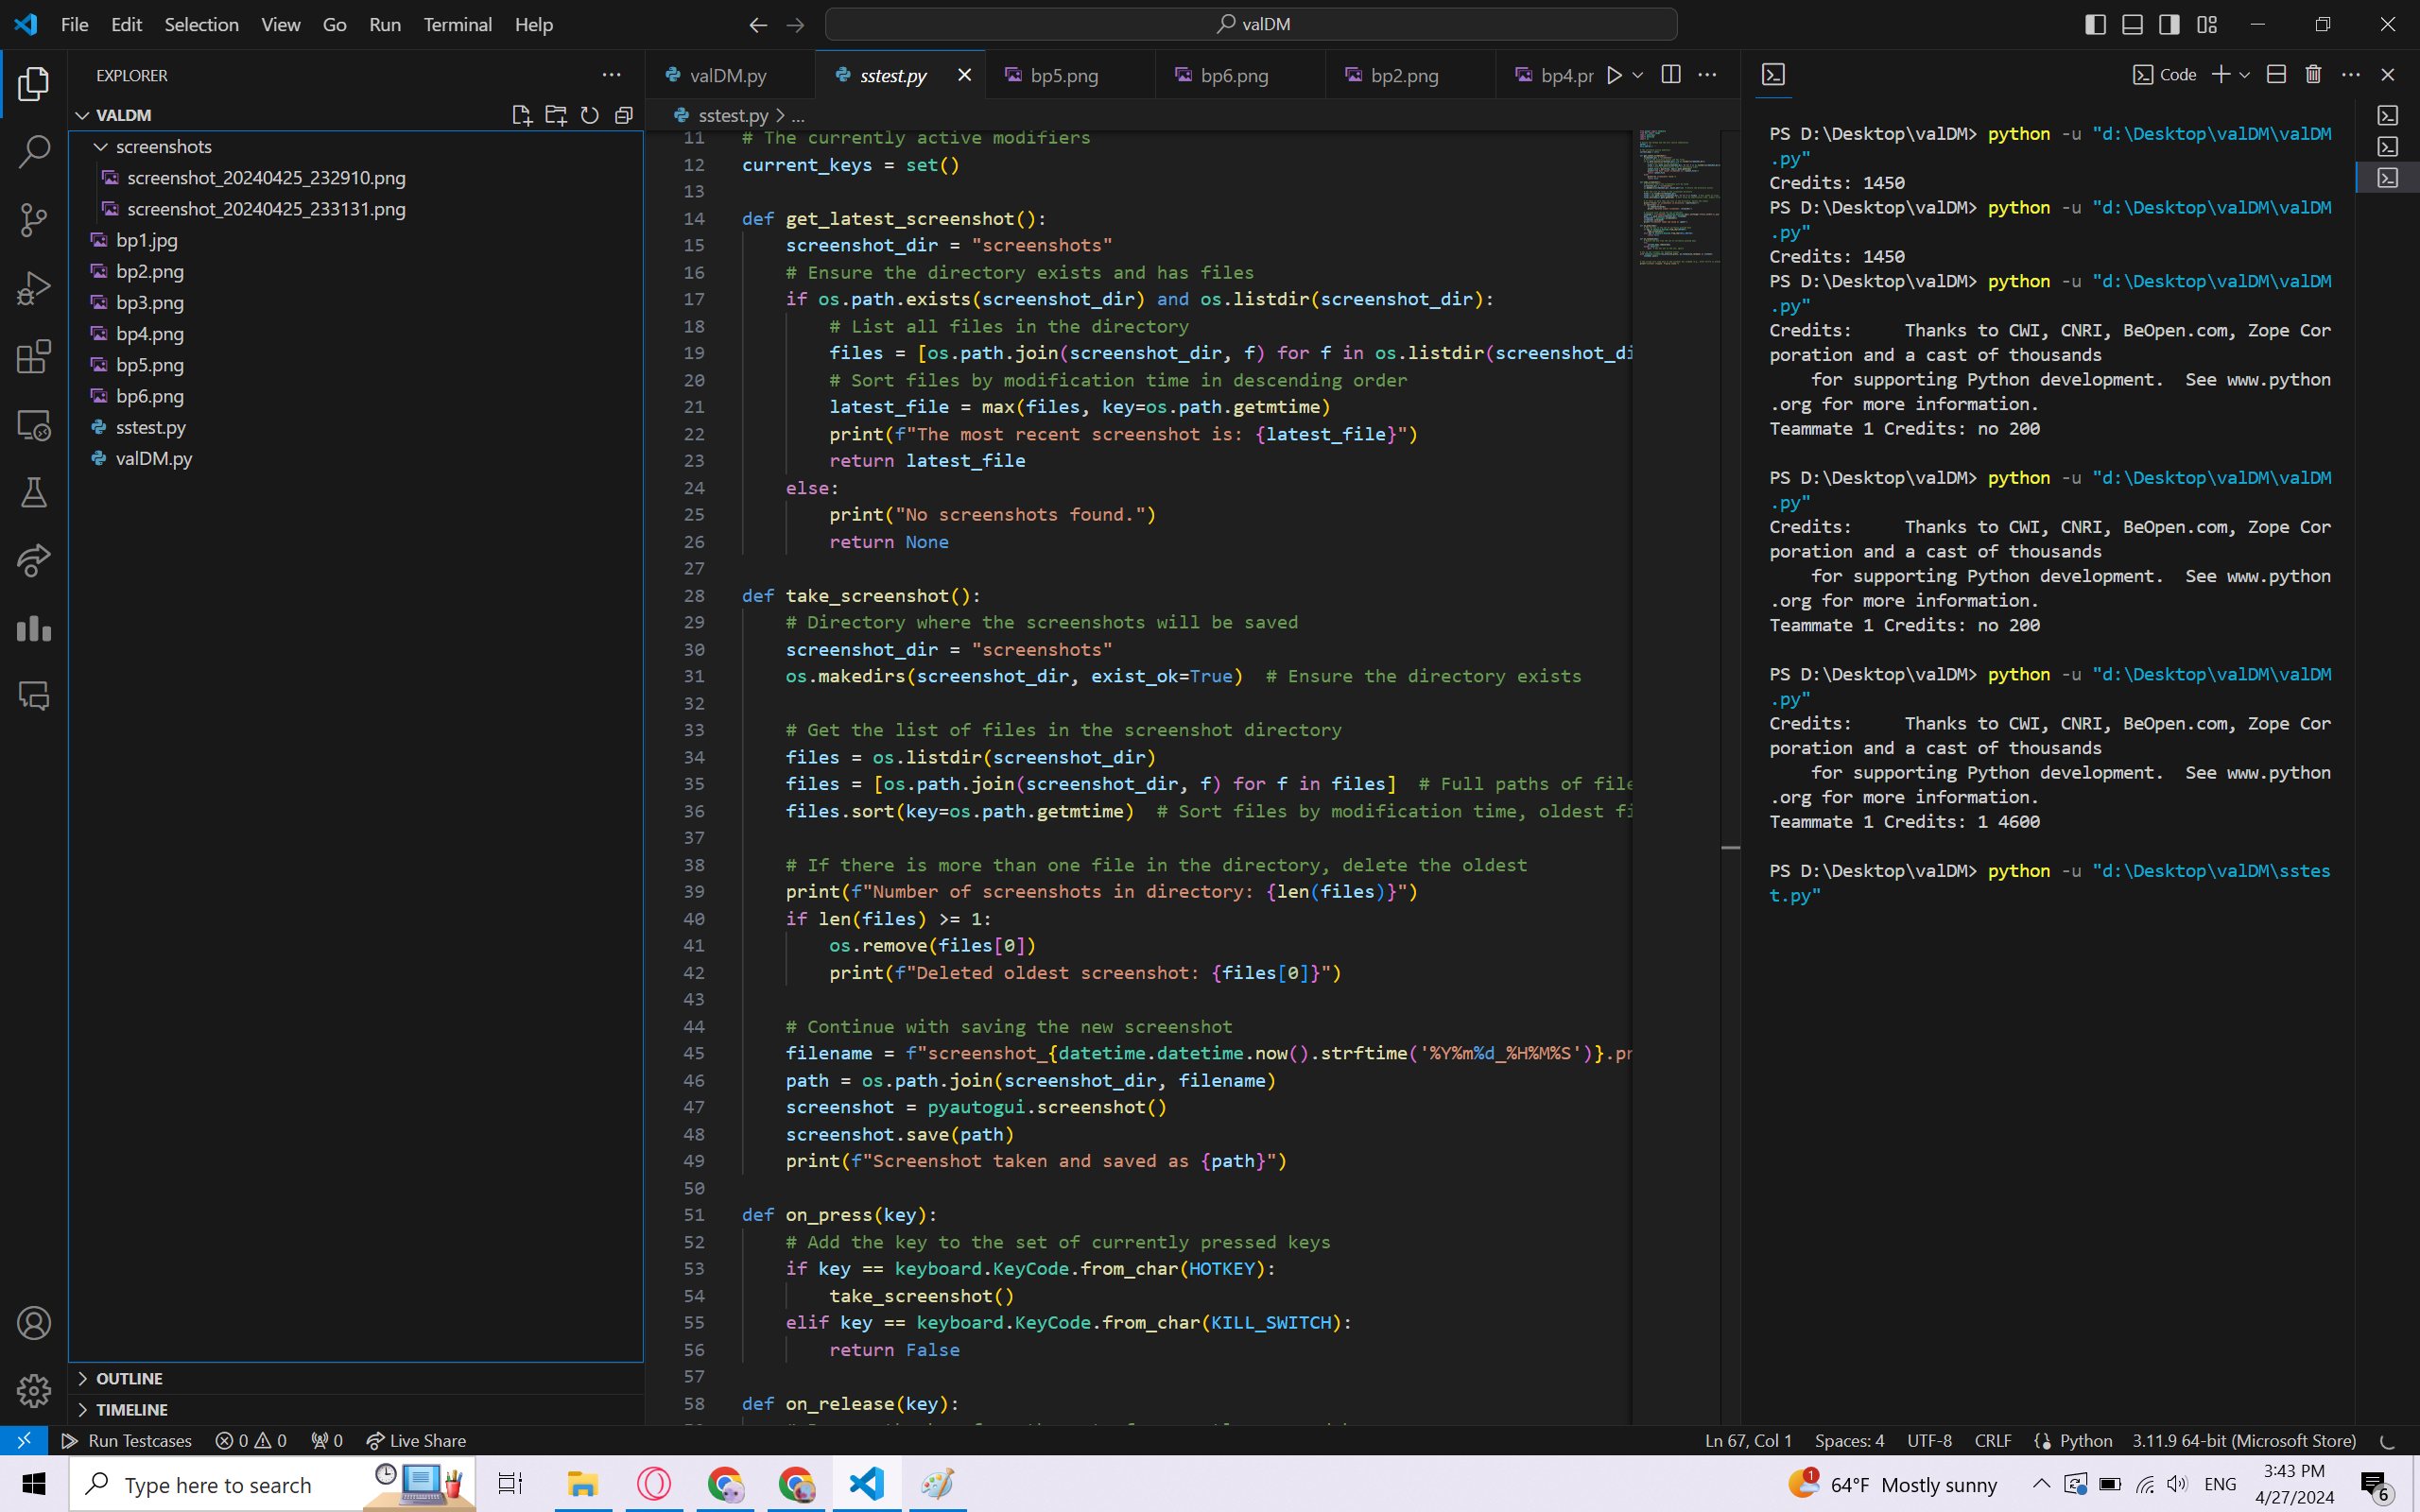 File Edit Selection View Go Run Terminal Help
valDM
EXPLORER
VALDM
screenshots
screenshot_20240425_232910.png
screenshot_20240425_233131.png
bp1.jpg
bp2.png
bp3.png
bp4.png
bp5.png
bp6.png
sstest.py
valDM.py
OUTLINE
TIMELINE
valDM.py sstest.py bp5.png bp6.png bp2.png bp4.pr
sstest.py > ...
11 # The currently active modifiers
12 current_keys = set()
13
14 def get_latest_screenshot():
15 screenshot_dir = "screenshots"
16 # Ensure the directory exists and has files
17 if os.path.exists(screenshot_dir) and os.listdir(screenshot_dir):
18 # List all files in the directory
19 files = [os.path.join(screenshot_dir, f) for f in os.listdir(screenshot_di
20 # Sort files by modification time in descending order
21 latest_file = max(files, key=os.path.getmtime)
22 print(f"The most recent screenshot is: {latest_file}")
23 return latest_file
24 else:
25 print("No screenshots found.")
26 return None
27
28 def take_screenshot():
29 # Directory where the screenshots will be saved
30 screenshot_dir = "screenshots"
31 os.makedirs(screenshot_dir, exist_ok=True)  # Ensure the directory exists
32
33 # Get the list of files in the screenshot directory
34 files = os.listdir(screenshot_dir)
35 files = [os.path.join(screenshot_dir, f) for f in files]  # Full paths of file
36 files.sort(key=os.path.getmtime)  # Sort files by modification time, oldest fi
37
38 # If there is more than one file in the directory, delete the oldest
39 print(f"Number of screenshots in directory: {len(files)}")
40 if len(files) >= 1:
41 os.remove(files[0])
42 print(f"Deleted oldest screenshot: {files[0]}")
43
44 # Continue with saving the new screenshot
45 filename = f"screenshot_{datetime.datetime.now().strftime('%Y%m%d_%H%M%S')}.pr
46 path = os.path.join(screenshot_dir, filename)
47 screenshot = pyautogui.screenshot()
48 screenshot.save(path)
49 print(f"Screenshot taken and saved as {path}")
50
51 def on_press(key):
52 # Add the key to the set of currently pressed keys
53 if key == keyboard.KeyCode.from_char(HOTKEY):
54 take_screenshot()
55 elif key == keyboard.KeyCode.from_char(KILL_SWITCH):
56 return False
57
58 def on_release(key):
Code
PS D:\Desktop\valDM> python -u "d:\Desktop\valDM\valDM
.py"
Credits: 1450
PS D:\Desktop\valDM> python -u "d:\Desktop\valDM\valDM
.py"
Credits: 1450
PS D:\Desktop\valDM> python -u "d:\Desktop\valDM\valDM
.py"
Credits:     Thanks to CWI, CNRI, BeOpen.com, Zope Cor
poration and a cast of thousands
for supporting Python development.  See www.python
.org for more information.
Teammate 1 Credits: no 200
PS D:\Desktop\valDM> python -u "d:\Desktop\valDM\valDM
.py"
Credits:     Thanks to CWI, CNRI, BeOpen.com, Zope Cor
poration and a cast of thousands
for supporting Python development.  See www.python
.org for more information.
Teammate 1 Credits: no 200
PS D:\Desktop\valDM> python -u "d:\Desktop\valDM\valDM
.py"
Credits:     Thanks to CWI, CNRI, BeOpen.com, Zope Cor
poration and a cast of thousands
for supporting Python development.  See www.python
.org for more information.
Teammate 1 Credits: 1 4600
PS D:\Desktop\valDM> python -u "d:\Desktop\valDM\sstes
t.py"
Run Testcases 0 0 0 Live Share Ln 67, Col 1 Spaces: 4 UTF-8 CRLF Python 3.11.9 64-bit (Microsoft Store)
Type here to search 1 64°F Mostly sunny ENG 3:43 PM
4/27/2024 6